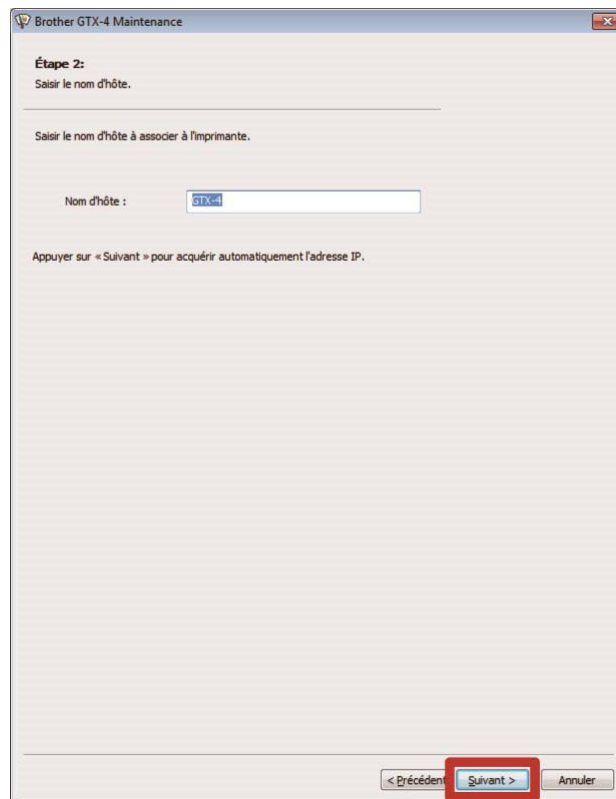 Brother GTX-4 Maintenance
Étape 2:
Saisir le nom d'hôte.
Saisir le nom d'hôte à associer à l'imprimante.
Nom d'hôte : GTX-4
Appuyer sur « Suivant » pour acquérir automatiquement l'adresse IP.
< Précédent Suivant > Annuler